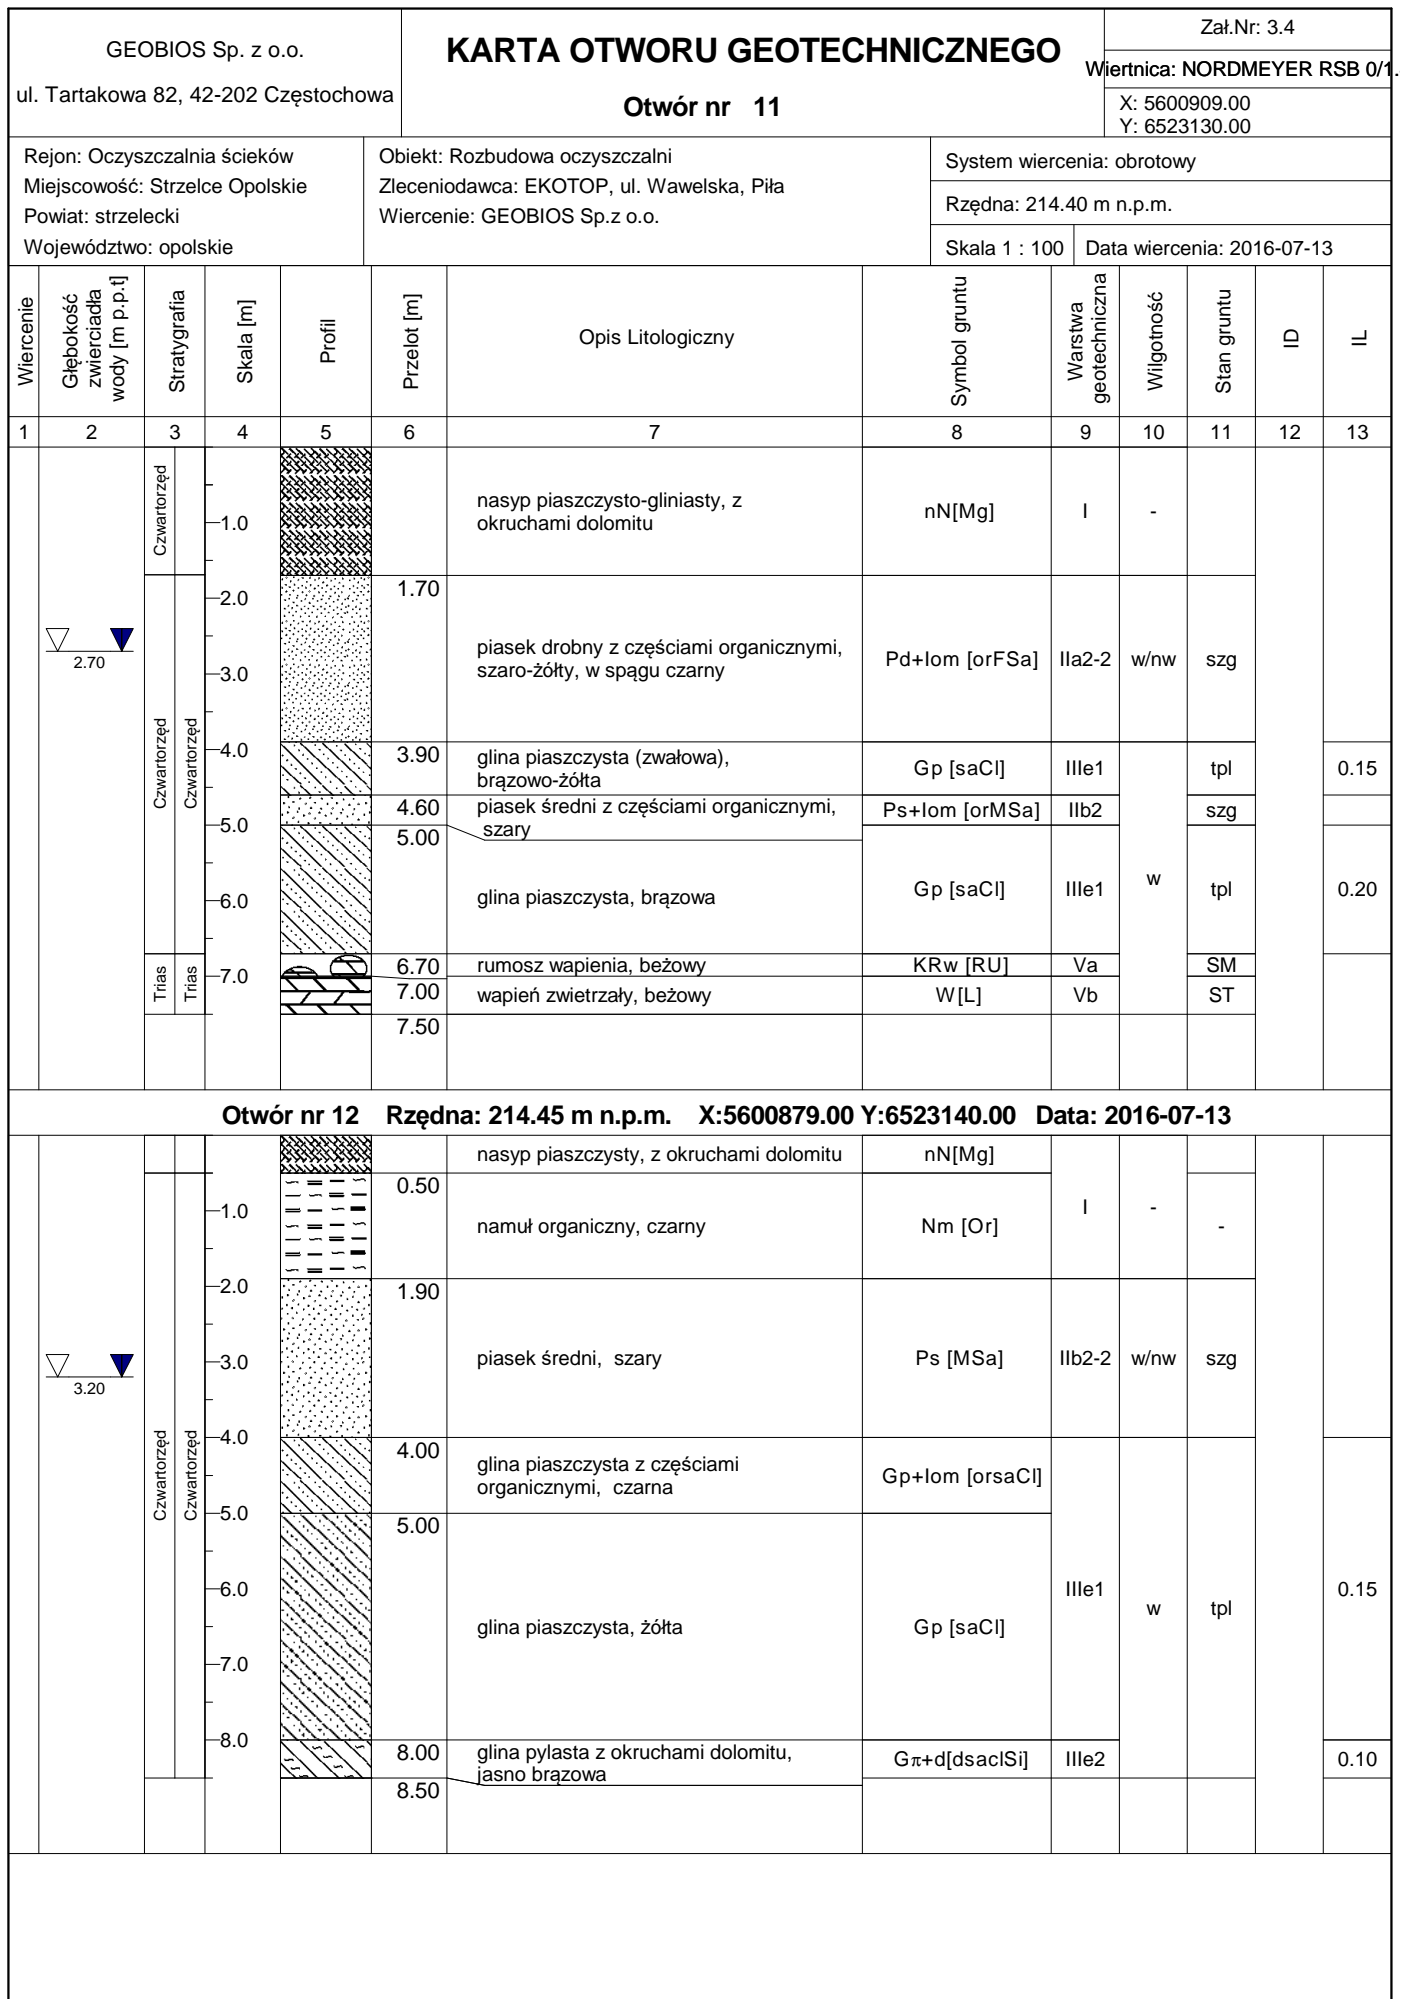 GEOBIOS Sp. z o.o.
ul. Tartakowa 82, 42-202 Częstochowa
KARTA OTWORU GEOTECHNICZNEGO
Otwór nr 11
Zał.Nr: 3.4
Wiertnica: NORDMEYER RSB 0/1.
X: 5600909.00
Y: 6523130.00
Rejon: Oczyszczalnia ścieków
Miejscowość: Strzelce Opolskie
Powiat: strzelecki
Województwo: opolskie
Obiekt: Rozbudowa oczyszczalni
Zleceniodawca: EKOTOP, ul. Wawelska, Piła
Wiercenie: GEOBIOS Sp.z o.o.
System wiercenia: obrotowy
Rzędna: 214.40 m n.p.m.
Skala 1 : 100 Data wiercenia: 2016-07-13
Wiercenie
Głębokość
zwierciadła
wody [m p.p.t]
Stratygrafia
Skala [m]
Profil
Przelot [m]
Opis Litologiczny
Symbol gruntu
Warstwa
geotechniczna
Wilgotność
Stan gruntu
ID
IL
1 2 3 4 5 6 7 8 9 10 11 12 13
Czwartorzęd
1.0
nasyp piaszczysto-gliniasty, z
okruchami dolomitu
nN[Mg] I -
1.70
2.0
2.70
3.0
piasek drobny z częściami organicznymi,
szaro-żółty, w spągu czarny
Pd+Iom [orFSa] IIa2-2 w/nw szg
Czwartorzęd
Czwartorzęd
4.0
3.90
glina piaszczysta (zwałowa),
brązowo-żółta
Gp [saCl] IIIe1 tpl 0.15
4.60
piasek średni z częściami organicznymi,
szary
Ps+Iom [orMSa] IIb2 szg
5.0
5.00
6.0
glina piaszczysta, brązowa
Gp [saCl] IIIe1 w tpl 0.20
Trias
Trias
6.70 rumosz wapienia, beżowy KRw [RU] Va SM
7.0
7.00 wapień zwietrzały, beżowy W[L] Vb ST
7.50
Otwór nr 12 Rzędna: 214.45 m n.p.m. X:5600879.00 Y:6523140.00 Data: 2016-07-13
nasyp piaszczysty, z okruchami dolomitu nN[Mg]
0.50
1.0
namuł organiczny, czarny Nm [Or] I - -
2.0
1.90
3.0
3.20
piasek średni, szary Ps [MSa] IIb2-2 w/nw szg
Czwartorzęd
Czwartorzęd
4.0
4.00
glina piaszczysta z częściami
organicznymi, czarna
Gp+Iom [orsaCl]
5.0
5.00
6.0
7.0
glina piaszczysta, żółta Gp [saCl] IIIe1 w tpl 0.15
8.0
8.00
glina pylasta z okruchami dolomitu,
jasno brązowa
Gπ+d[dsaclSi] IIIe2 0.10
8.50